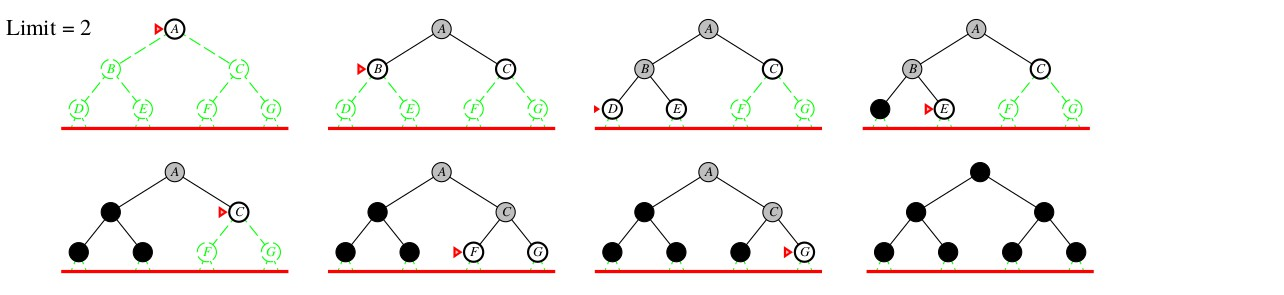 Limit = 2
A A A A
B C B C B C B C
D E F G D E F G D E F G E F G
A A A
C C C
F G F G G